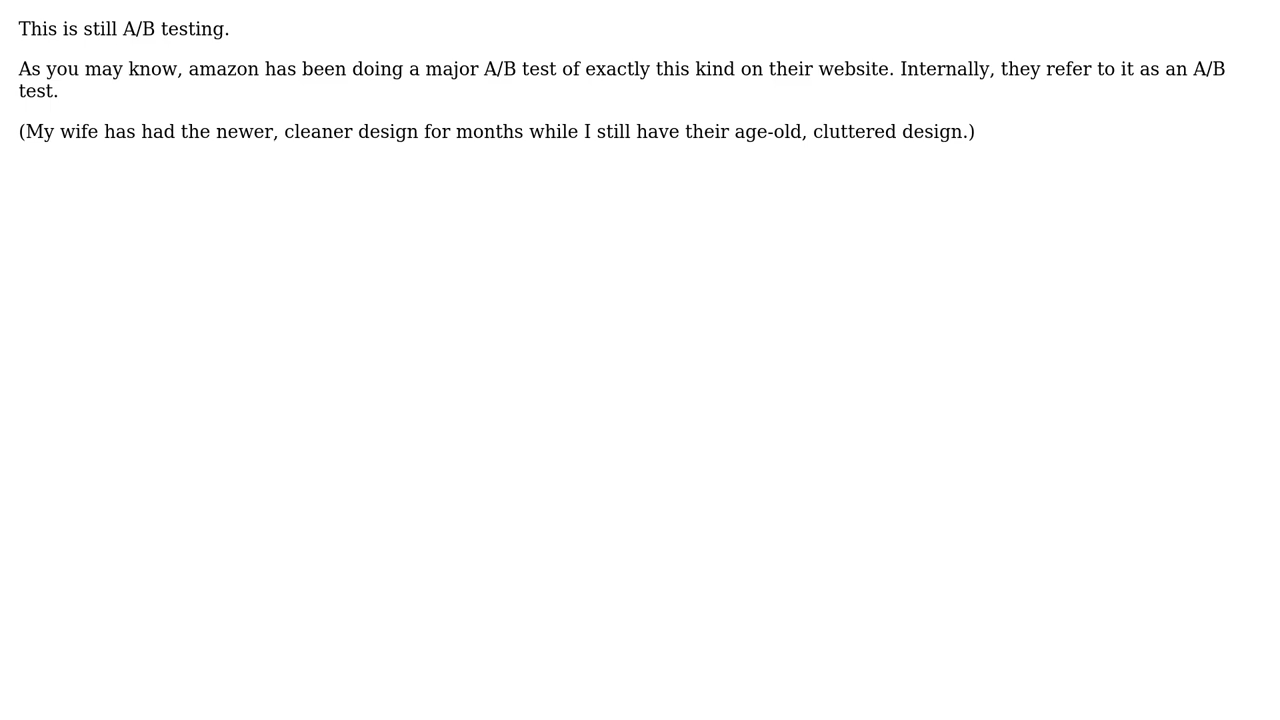 This is still A/B testing.
As you may know, amazon has been doing a major A/B test of exactly this kind on their website. Internally, they refer to it as an A/B
test.
(My wife has had the newer, cleaner design for months while I still have their age-old, cluttered design.)